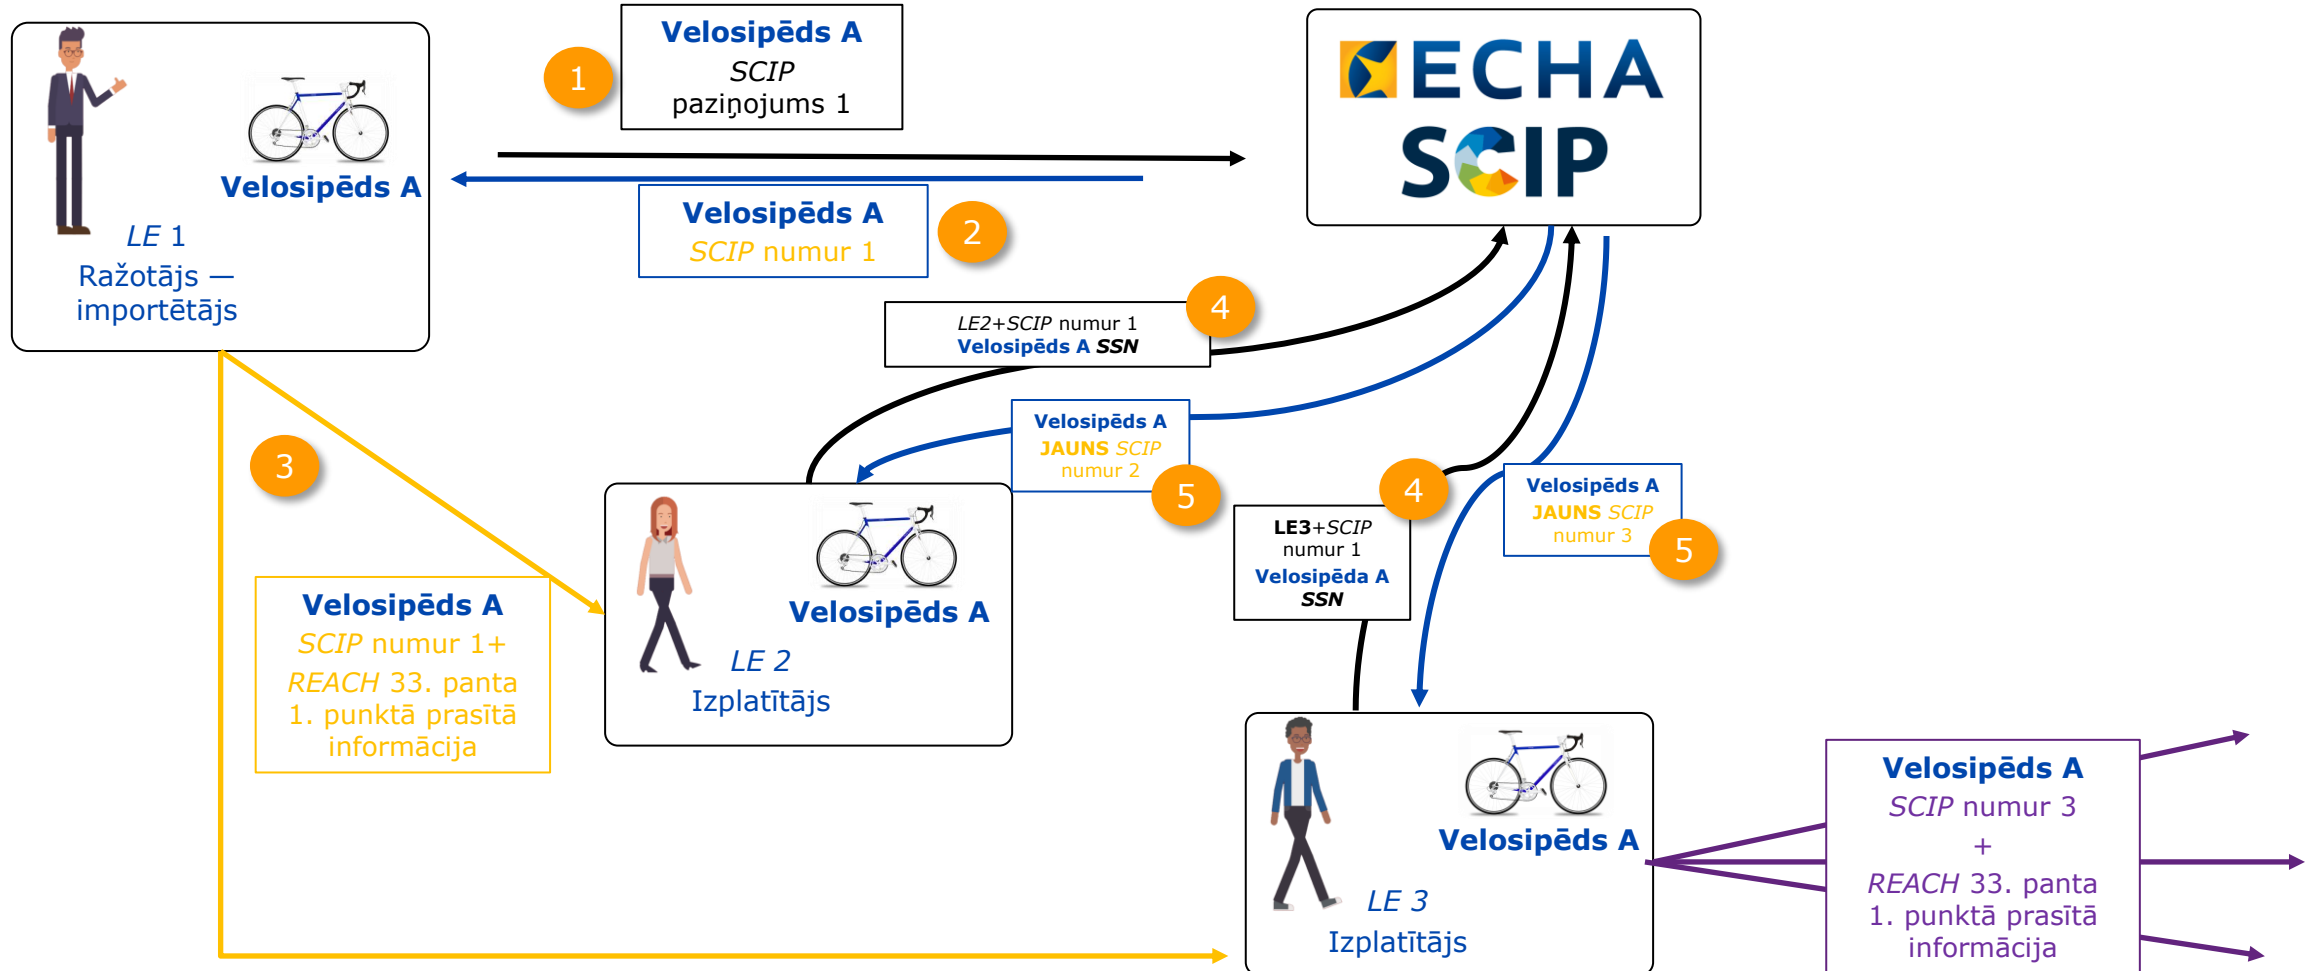 Velosipēds A
SCIP
paziņojums 1
1
ECHA
SCIP
Velosipēds A
LE 1
Ražotājs —
importētājs
Velosipēds A
SCIP numur 1
2
4
LE2+SCIP numur 1
Velosipēds A SSN
3
Velosipēds A
JAUNS SCIP
numur 2
5
4
Velosipēds A
JAUNS SCIP
numur 3
5
LE3+SCIP
numur 1
Velosipēda A
SSN
Velosipēds A
SCIP numur 1+
REACH 33. panta
1. punktā prasītā
informācija
Velosipēds A
LE 2
Izplatītājs
Velosipēds A
LE 3
Izplatītājs
Velosipēds A
SCIP numur 3
+
REACH 33. panta
1. punktā prasītā
informācija